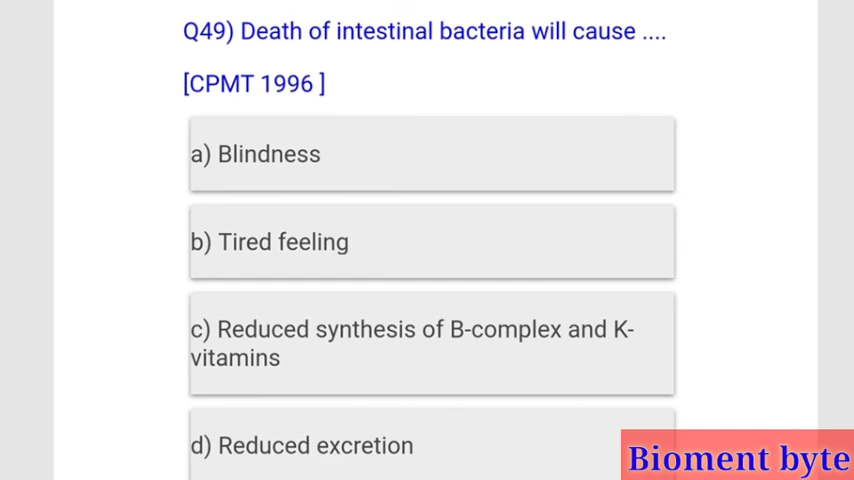 Q49) Death of intestinal bacteria will cause ....
[CPMT 1996 ]
a) Blindness
b) Tired feeling
c) Reduced synthesis of B-complex and K-
vitamins
d) Reduced excretion
Bioment byte